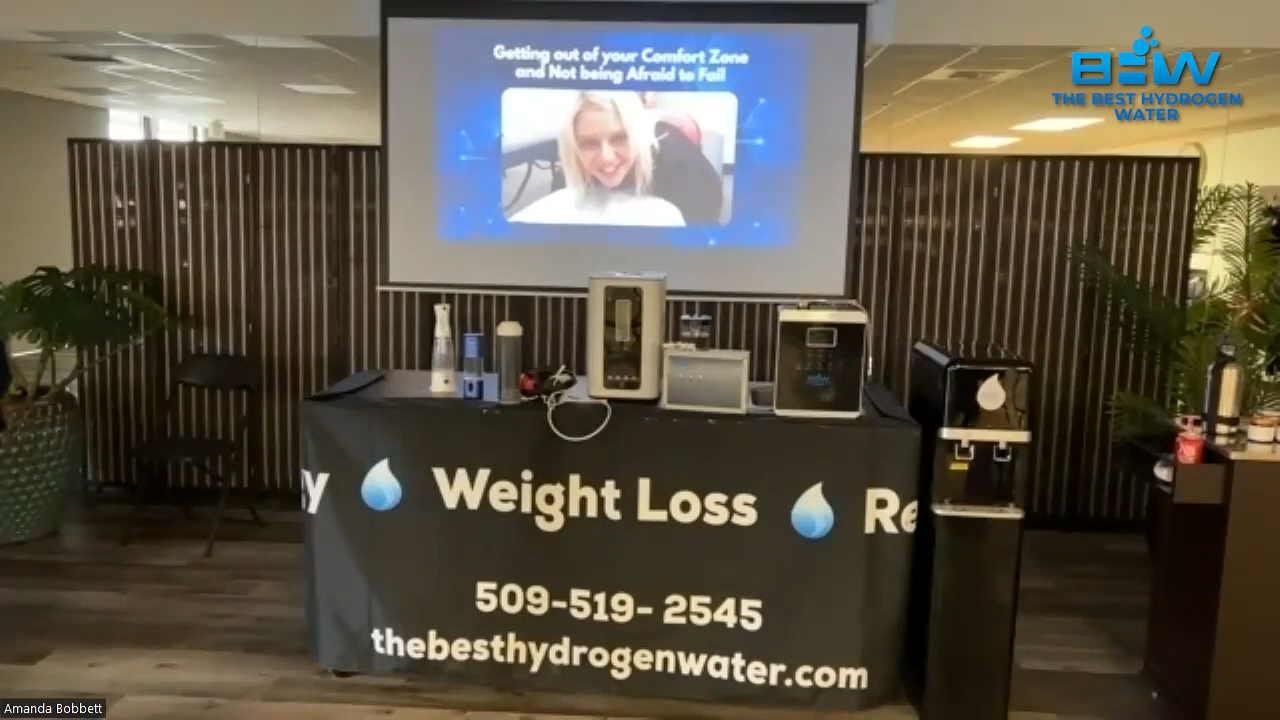 Getting out of your Comfort Zone
and Not being Afraid to Fail
BHW
THE BEST HYDROGEN
WATER
y Weight Loss Re
509-519- 2545
thebesthydrogenwater.com
Amanda Bobbett